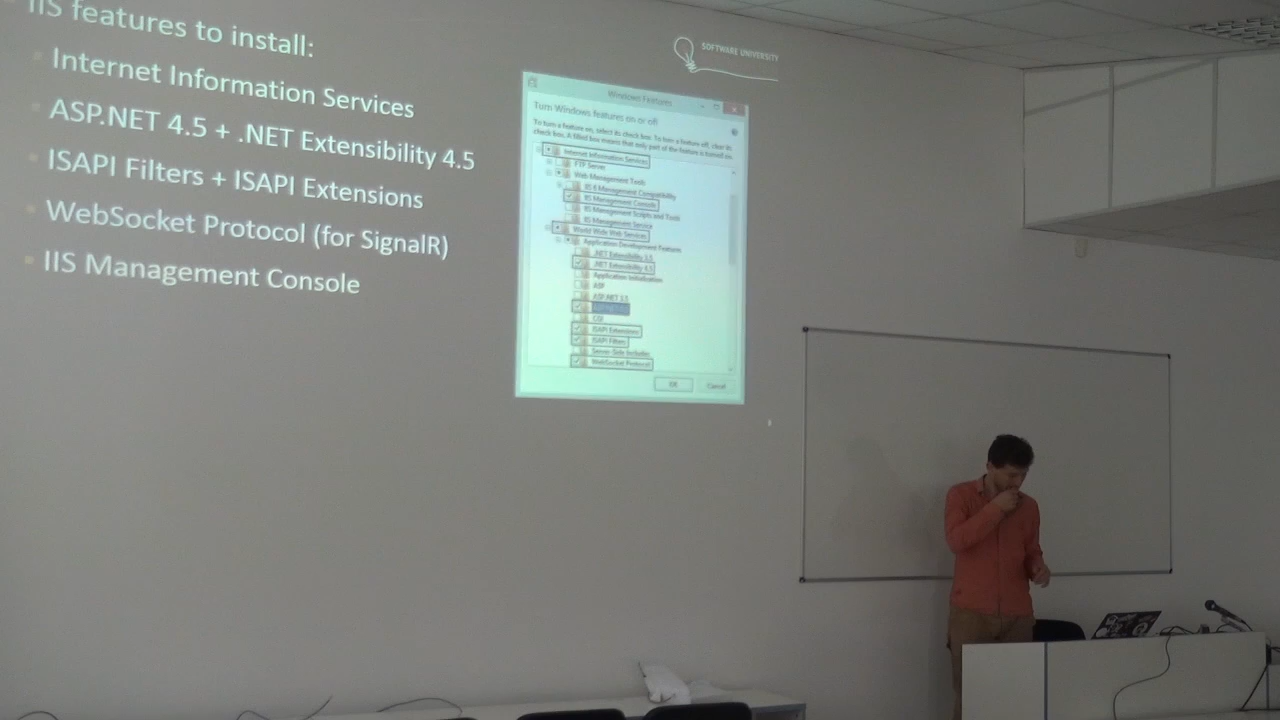 IIS features to install:
Internet Information Services
ASP.NET 4.5 + .NET Extensibility 4.5
ISAPI Filters + ISAPI Extensions
WebSocket Protocol (for SignalR)
IIS Management Console
SOFTWARE UNIVERSITY
Windows Features
Turn Windows features on or off
To turn a feature on, select its check box. To turn a feature off, clear its
check box. A filled box means that only part of the feature is turned on.
Internet Information Services
FTP Server
Web Management Tools
IIS 6 Management Compatibility
IIS Management Console
IIS Management Scripts and Tools
IIS Management Service
World Wide Web Services
Application Development Features
.NET Extensibility 3.5
.NET Extensibility 4.5
Application Initialization
ASP
ASP.NET 3.5
CGI
ISAPI Extensions
ISAPI Filters
Server-Side Includes
WebSocket Protocol
OK
Cancel